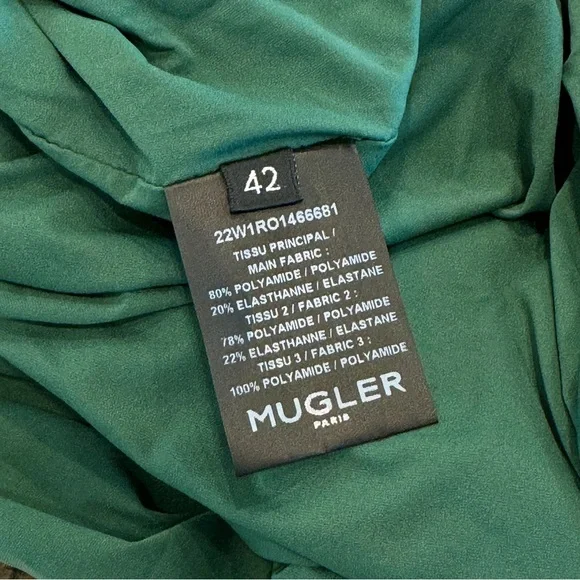 42
22W1RO1466681
TISSU PRINCIPAL /
MAIN FABRIC :
80% POLYAMIDE / POLYAMIDE
20% ELASTHANNE / ELASTANE
TISSU 2 / FABRIC 2 :
78% POLYAMIDE / POLYAMIDE
22% ELASTHANNE / ELASTANE
TISSU 3 / FABRIC 3 :
100% POLYAMIDE / POLYAMIDE
MUGLER
PARIS